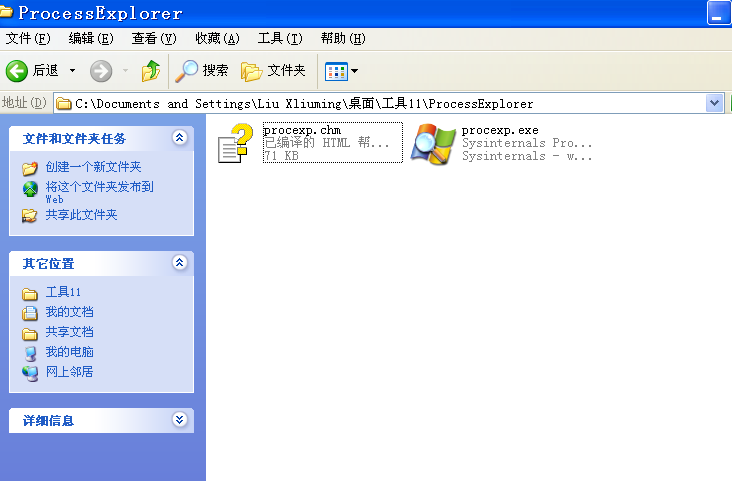 ProcessExplorer
文件(F) 编辑(E) 查看(V) 收藏(A) 工具(T) 帮助(H)
后退 搜索 文件夹
地址(D) C:\Documents and Settings\Liu Xliuming\桌面\工具11\ProcessExplorer
文件和文件夹任务
创建一个新文件夹
将这个文件夹发布到
Web
共享此文件夹
其它位置
工具11
我的文档
共享文档
我的电脑
网上邻居
详细信息
procexp.chm
已编译的 HTML 帮...
71 KB
procexp.exe
Sysinternals Pro...
Sysinternals - w...